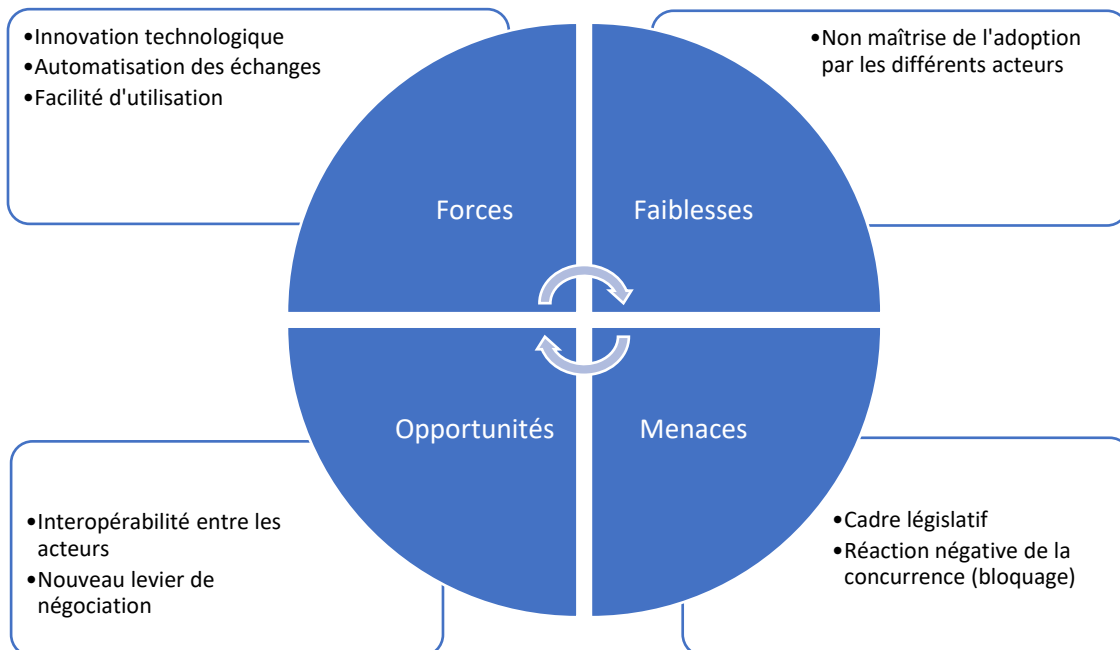 •Innovation technologique
•Automatisation des échanges
•Facilité d'utilisation
•Non maîtrise de l'adoption
par les différents acteurs
Forces
Faiblesses
Opportunités
Menaces
•Interopérabilité entre les
acteurs
•Nouveau levier de
négociation
•Cadre législatif
•Réaction négative de la
concurrence (bloquage)